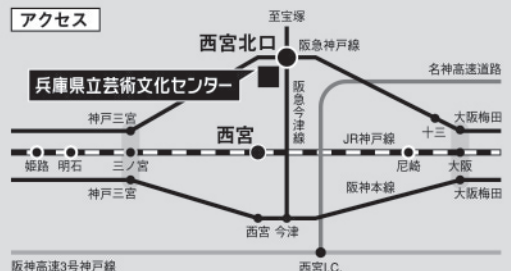 アクセス
至宝塚
西宮北口
阪急神戸線
名神高速道路
兵庫県立芸術文化センター
阪急今津線
神戸三宮
十三
大阪梅田
西宮
JR神戸線
姫路
明石
三ノ宮
尼崎
大阪
神戸三宮
阪神本線
大阪梅田
西宮
今津
阪神高速3号神戸線
西宮I.C.